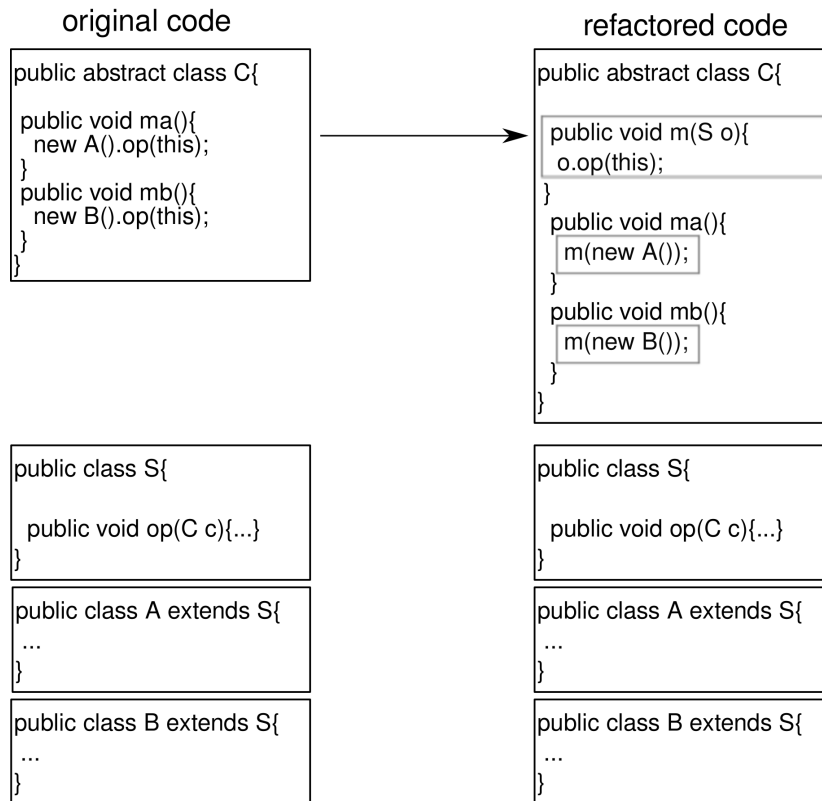 original code
public abstract class C{
public void ma(){
new A().op(this);
}
public void mb(){
new B().op(this);
}
}
public class S{
public void op(C c){...}
}
public class A extends S{
...
}
public class B extends S{
...
}
refactored code
public abstract class C{
public void m(S o){
o.op(this);
}
public void ma(){
m(new A());
}
public void mb(){
m(new B());
}
}
public class S{
public void op(C c){...}
}
public class A extends S{
...
}
public class B extends S{
...
}